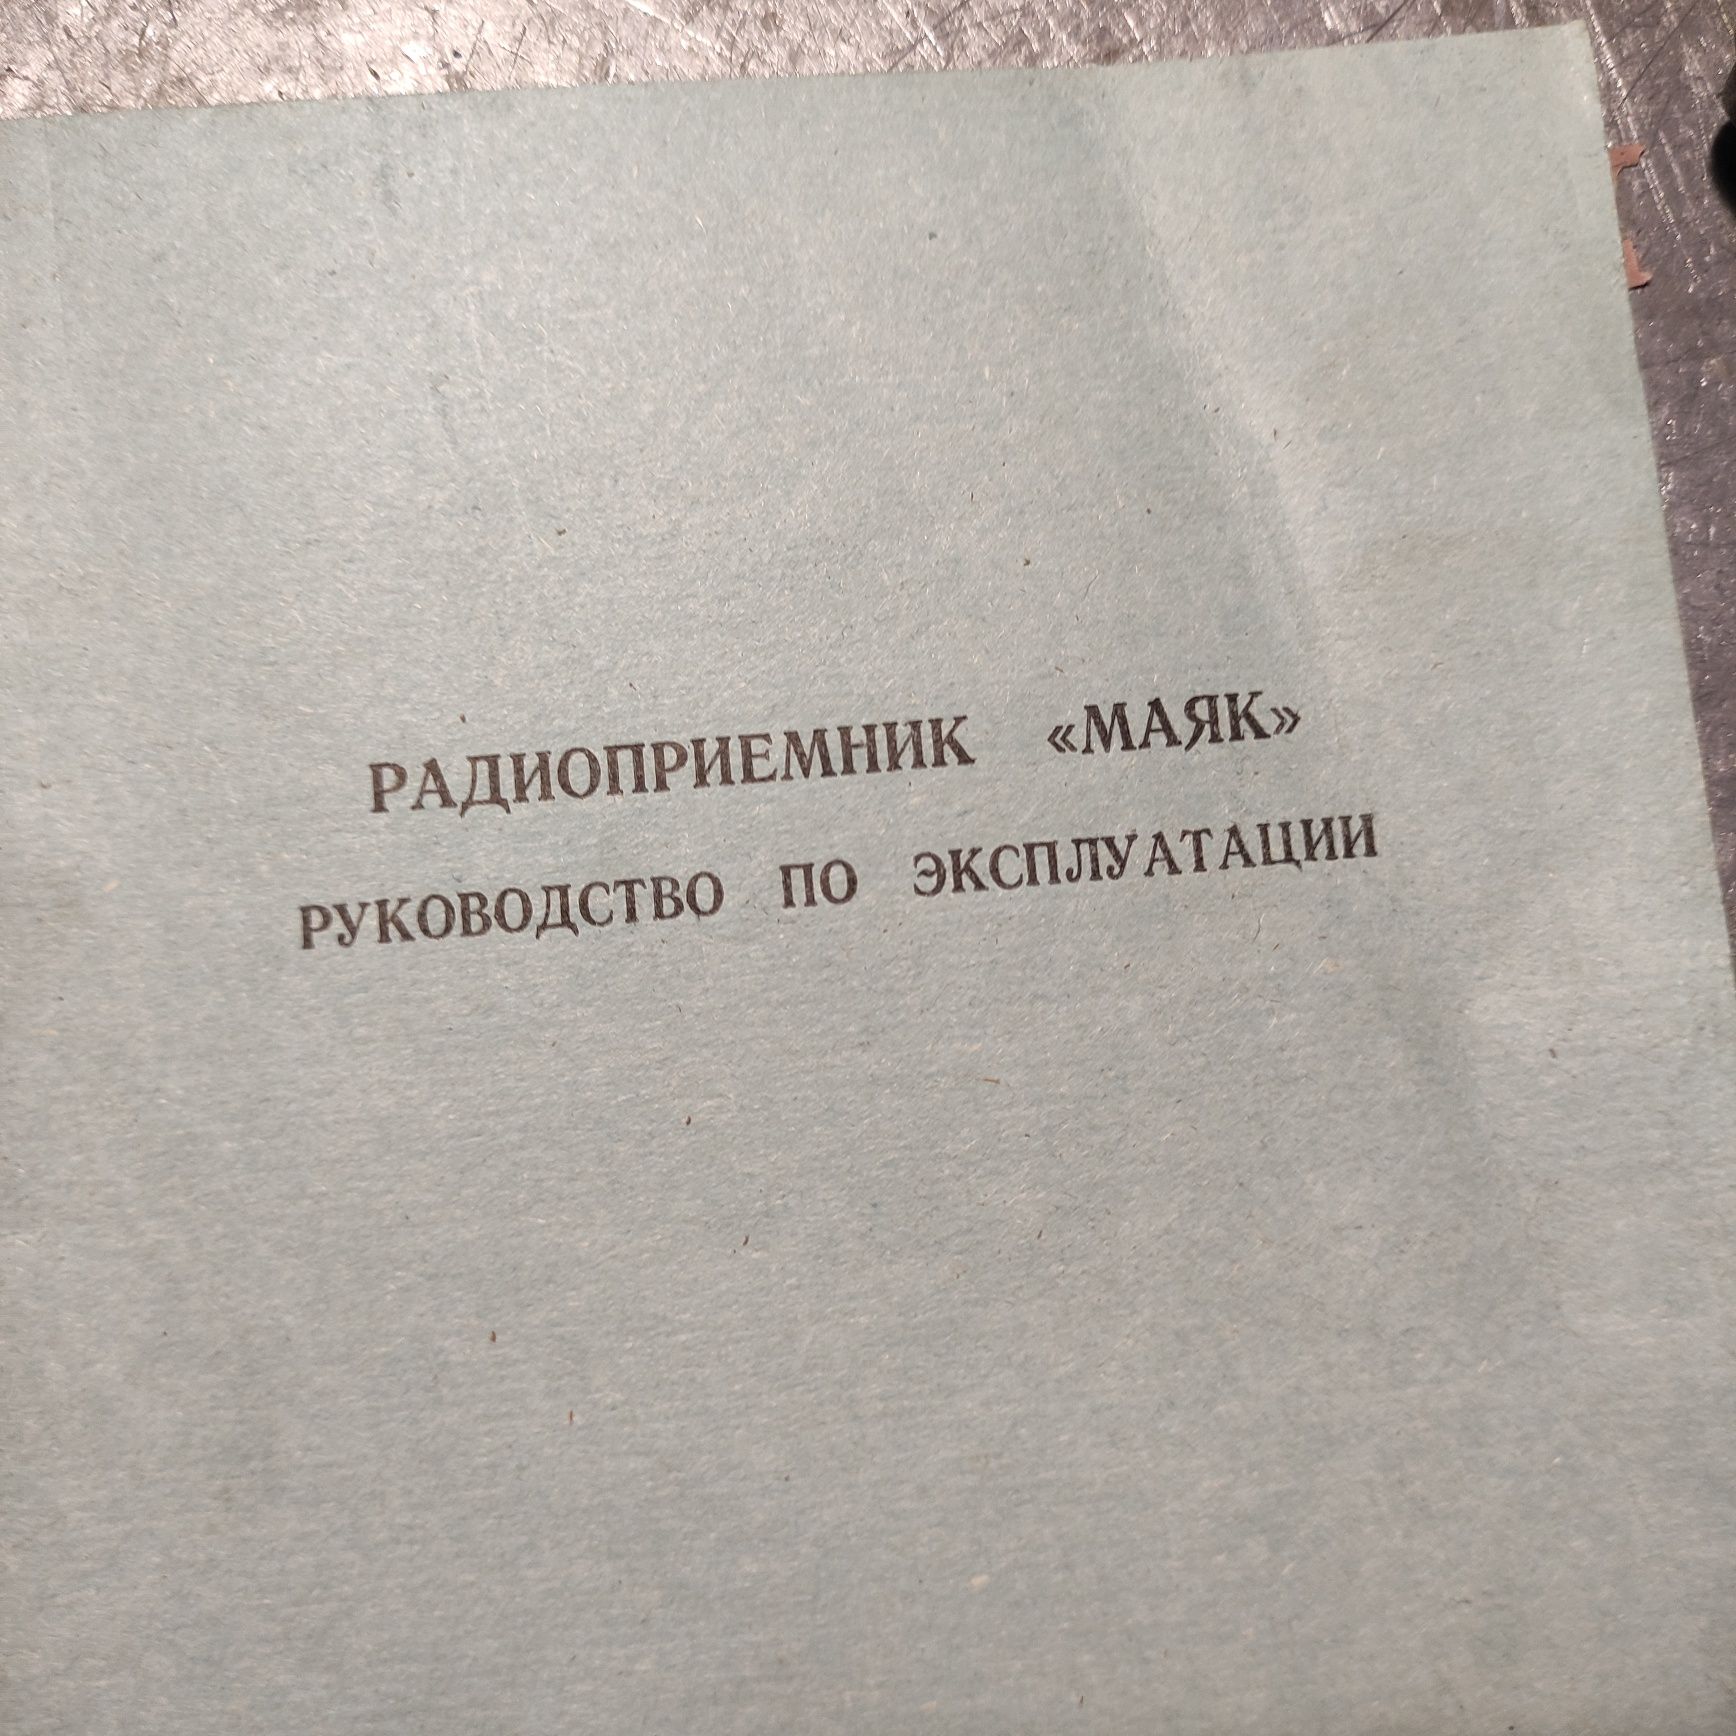 РАДИОПРИЕМНИК «МАЯК»
РУКОВОДСТВО ПО ЭКСПЛУАТАЦИИ